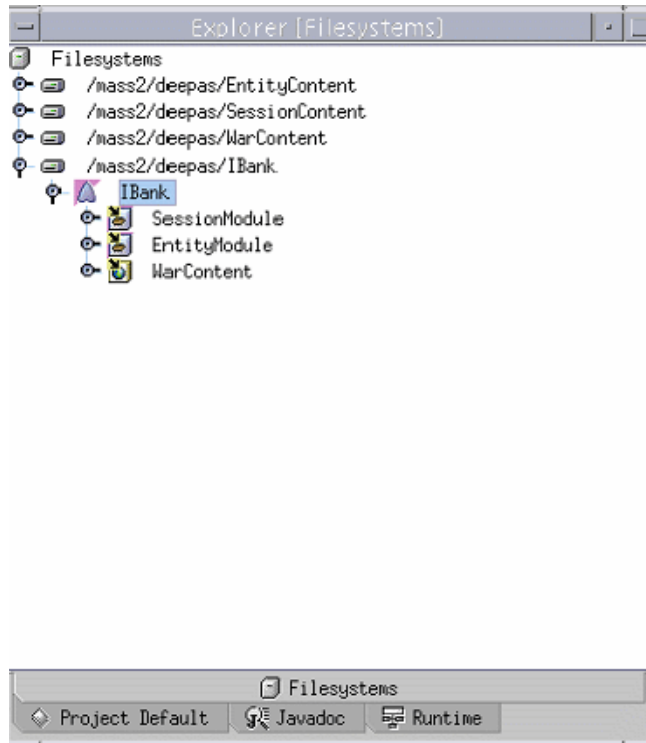 Explorer [Filesystems]
Filesystems
/mass2/deepas/EntityContent
/mass2/deepas/SessionContent
/mass2/deepas/WarContent
/mass2/deepas/IBank
IBank
SessionModule
EntityModule
WarContent
Filesystems
Project Default Javadoc Runtime